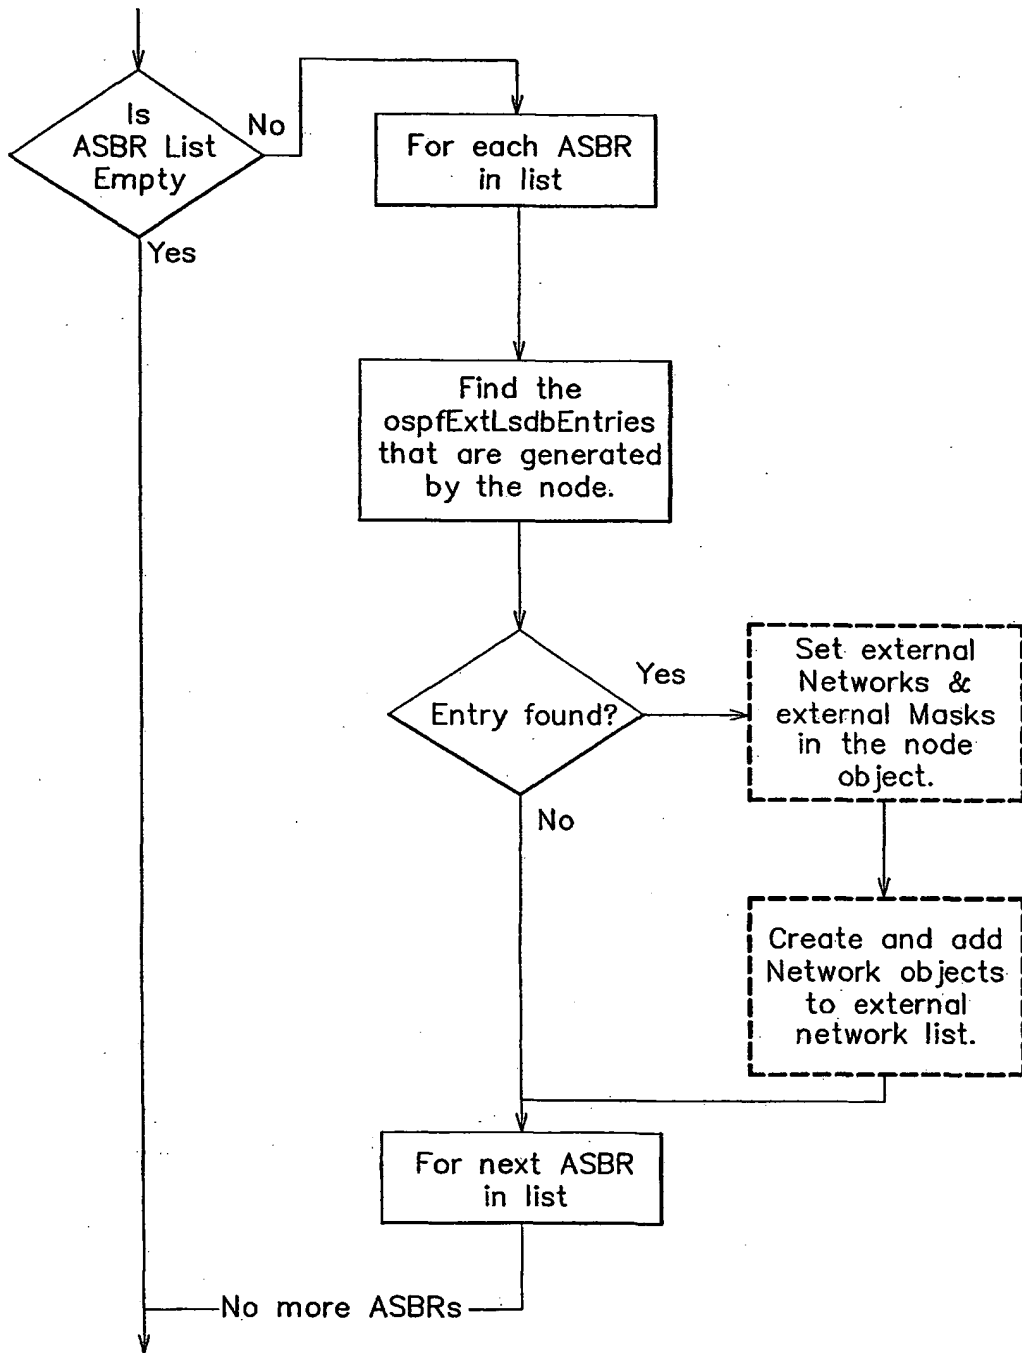 Is
ASBR List
Empty
No
Yes
For each ASBR
in list
Find the
ospfExtLsdbEntries
that are generated
by the node.
Entry found?
Yes
No
Set external
Networks &
external Masks
in the node
object.
Create and add
Network objects
to external
network list.
For next ASBR
in list
No more ASBRs